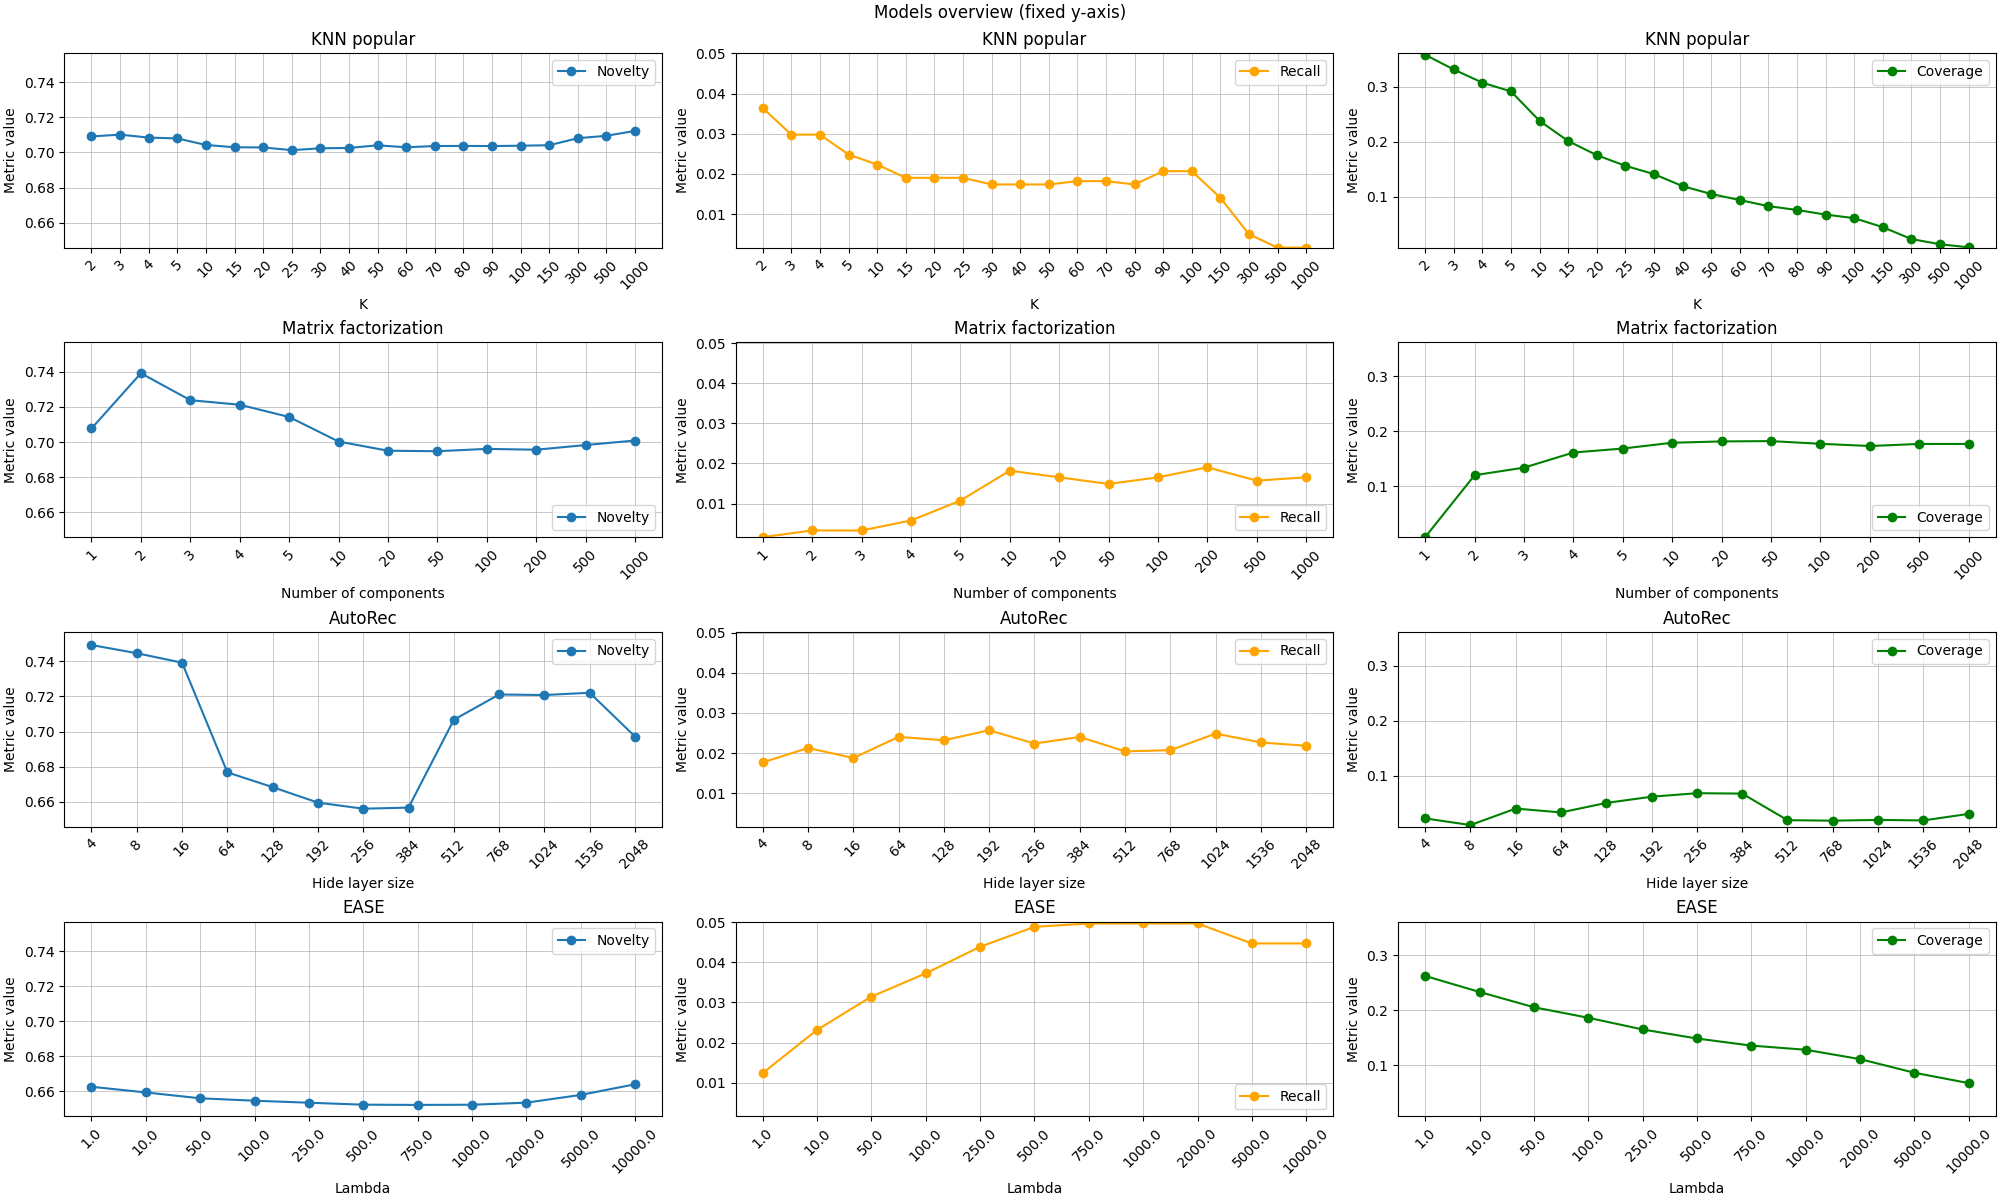 Models overview (fixed y-axis)
KNN popular
Metric value
0.74
0.72
0.70
0.68
0.66
Novelty
2 3 4 5 10 15 20 25 30 40 50 60 70 80 90 100 150 300 500 1000
K
KNN popular
Metric value
0.05
0.04
0.03
0.02
0.01
Recall
2 3 4 5 10 15 20 25 30 40 50 60 70 80 90 100 150 300 500 1000
K
KNN popular
Metric value
0.3
0.2
0.1
Coverage
2 3 4 5 10 15 20 25 30 40 50 60 70 80 90 100 150 300 500 1000
K
Matrix factorization
Metric value
0.74
0.72
0.70
0.68
0.66
Novelty
1 2 3 4 5 10 20 50 100 200 500 1000
Number of components
Matrix factorization
Metric value
0.05
0.04
0.03
0.02
0.01
Recall
1 2 3 4 5 10 20 50 100 200 500 1000
Number of components
Matrix factorization
Metric value
0.3
0.2
0.1
Coverage
1 2 3 4 5 10 20 50 100 200 500 1000
Number of components
AutoRec
Metric value
0.74
0.72
0.70
0.68
0.66
Novelty
4 8 16 64 128 192 256 384 512 768 1024 1536 2048
Hide layer size
AutoRec
Metric value
0.05
0.04
0.03
0.02
0.01
Recall
4 8 16 64 128 192 256 384 512 768 1024 1536 2048
Hide layer size
AutoRec
Metric value
0.3
0.2
0.1
Coverage
4 8 16 64 128 192 256 384 512 768 1024 1536 2048
Hide layer size
EASE
Metric value
0.74
0.72
0.70
0.68
0.66
Novelty
1.0 10.0 50.0 100.0 250.0 500.0 750.0 1000.0 2000.0 5000.0 10000.0
Lambda
EASE
Metric value
0.05
0.04
0.03
0.02
0.01
Recall
1.0 10.0 50.0 100.0 250.0 500.0 750.0 1000.0 2000.0 5000.0 10000.0
Lambda
EASE
Metric value
0.3
0.2
0.1
Coverage
1.0 10.0 50.0 100.0 250.0 500.0 750.0 1000.0 2000.0 5000.0 10000.0
Lambda